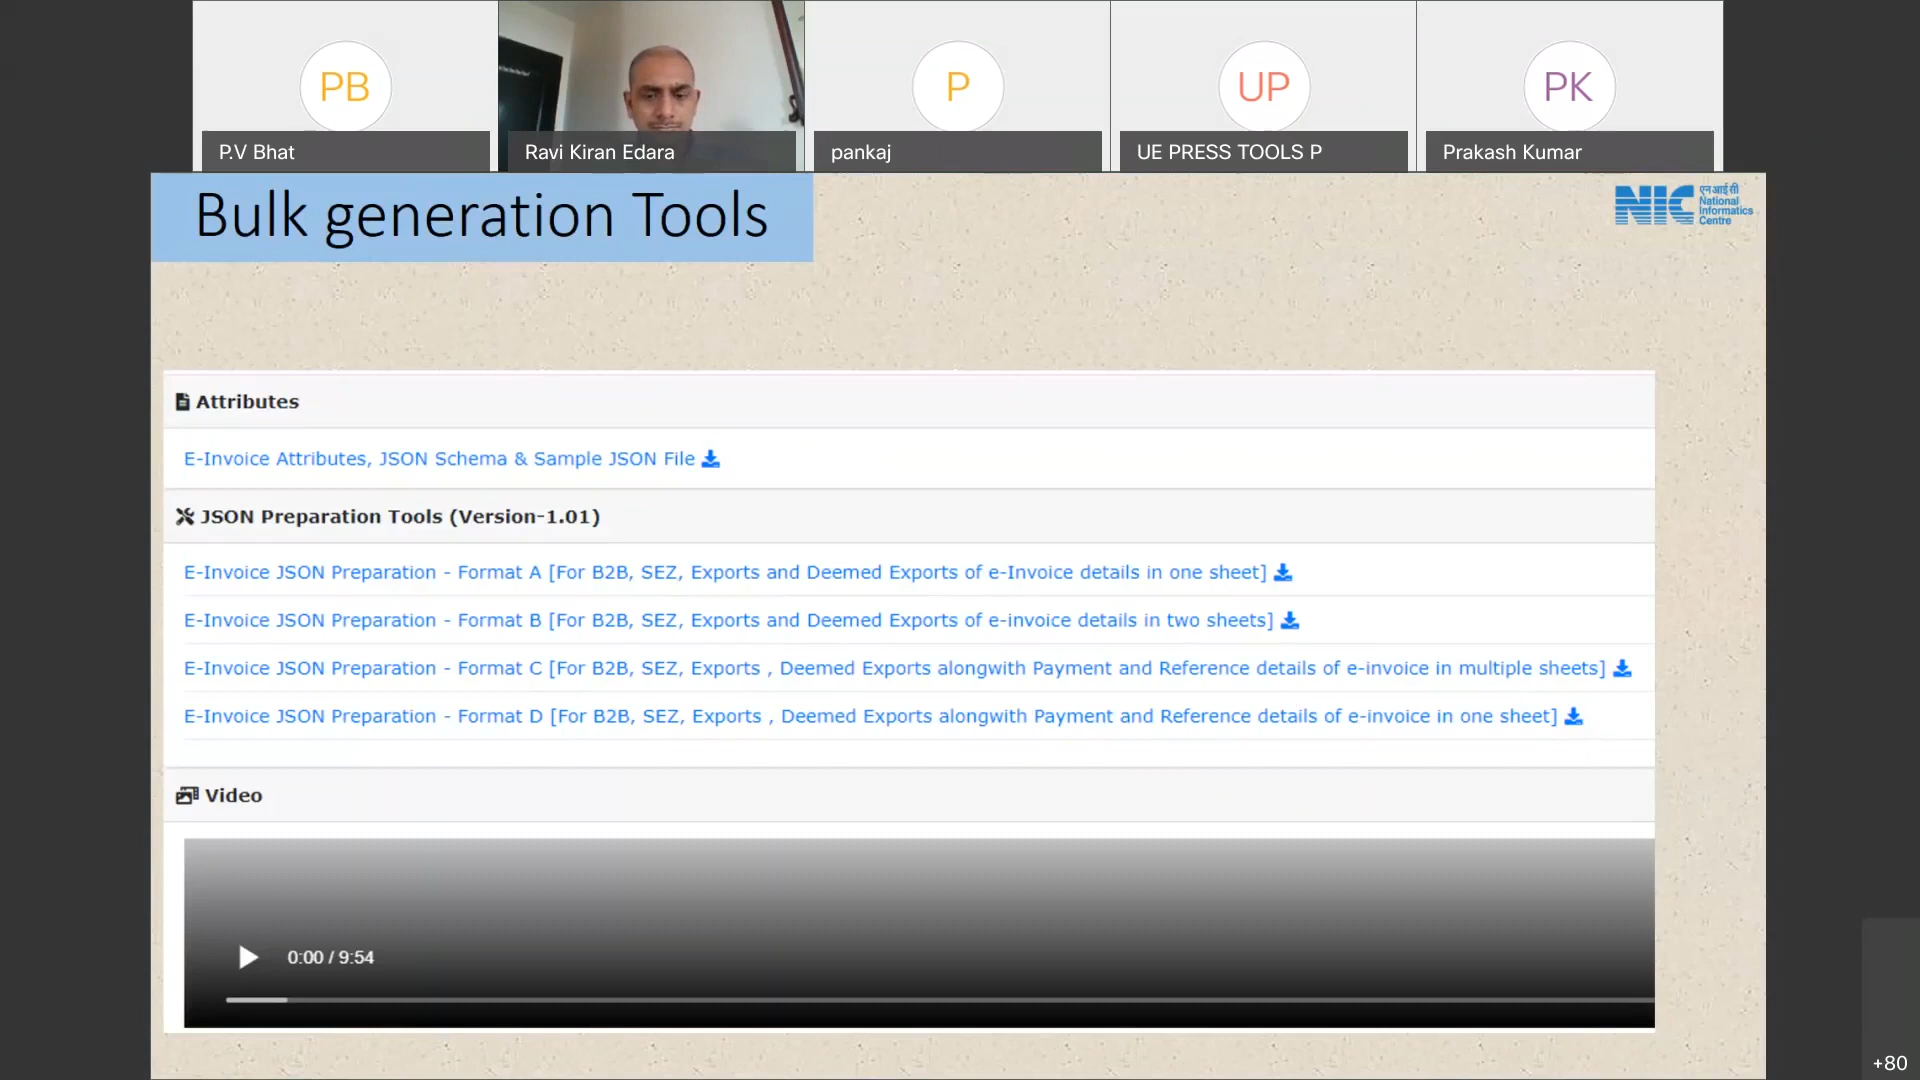 PB
P
UP
PK
P.V Bhat
Ravi Kiran Edara
pankaj
UE PRESS TOOLS P
Prakash Kumar
Bulk generation Tools
NIC
एन आई सी
National
Informatics
Centre
Attributes
E-Invoice Attributes, JSON Schema & Sample JSON File
JSON Preparation Tools (Version-1.01)
E-Invoice JSON Preparation - Format A [For B2B, SEZ, Exports and Deemed Exports of e-Invoice details in one sheet]
E-Invoice JSON Preparation - Format B [For B2B, SEZ, Exports and Deemed Exports of e-invoice details in two sheets]
E-Invoice JSON Preparation - Format C [For B2B, SEZ, Exports , Deemed Exports alongwith Payment and Reference details of e-invoice in multiple sheets]
E-Invoice JSON Preparation - Format D [For B2B, SEZ, Exports , Deemed Exports alongwith Payment and Reference details of e-invoice in one sheet]
Video
0:00 / 9:54
+80